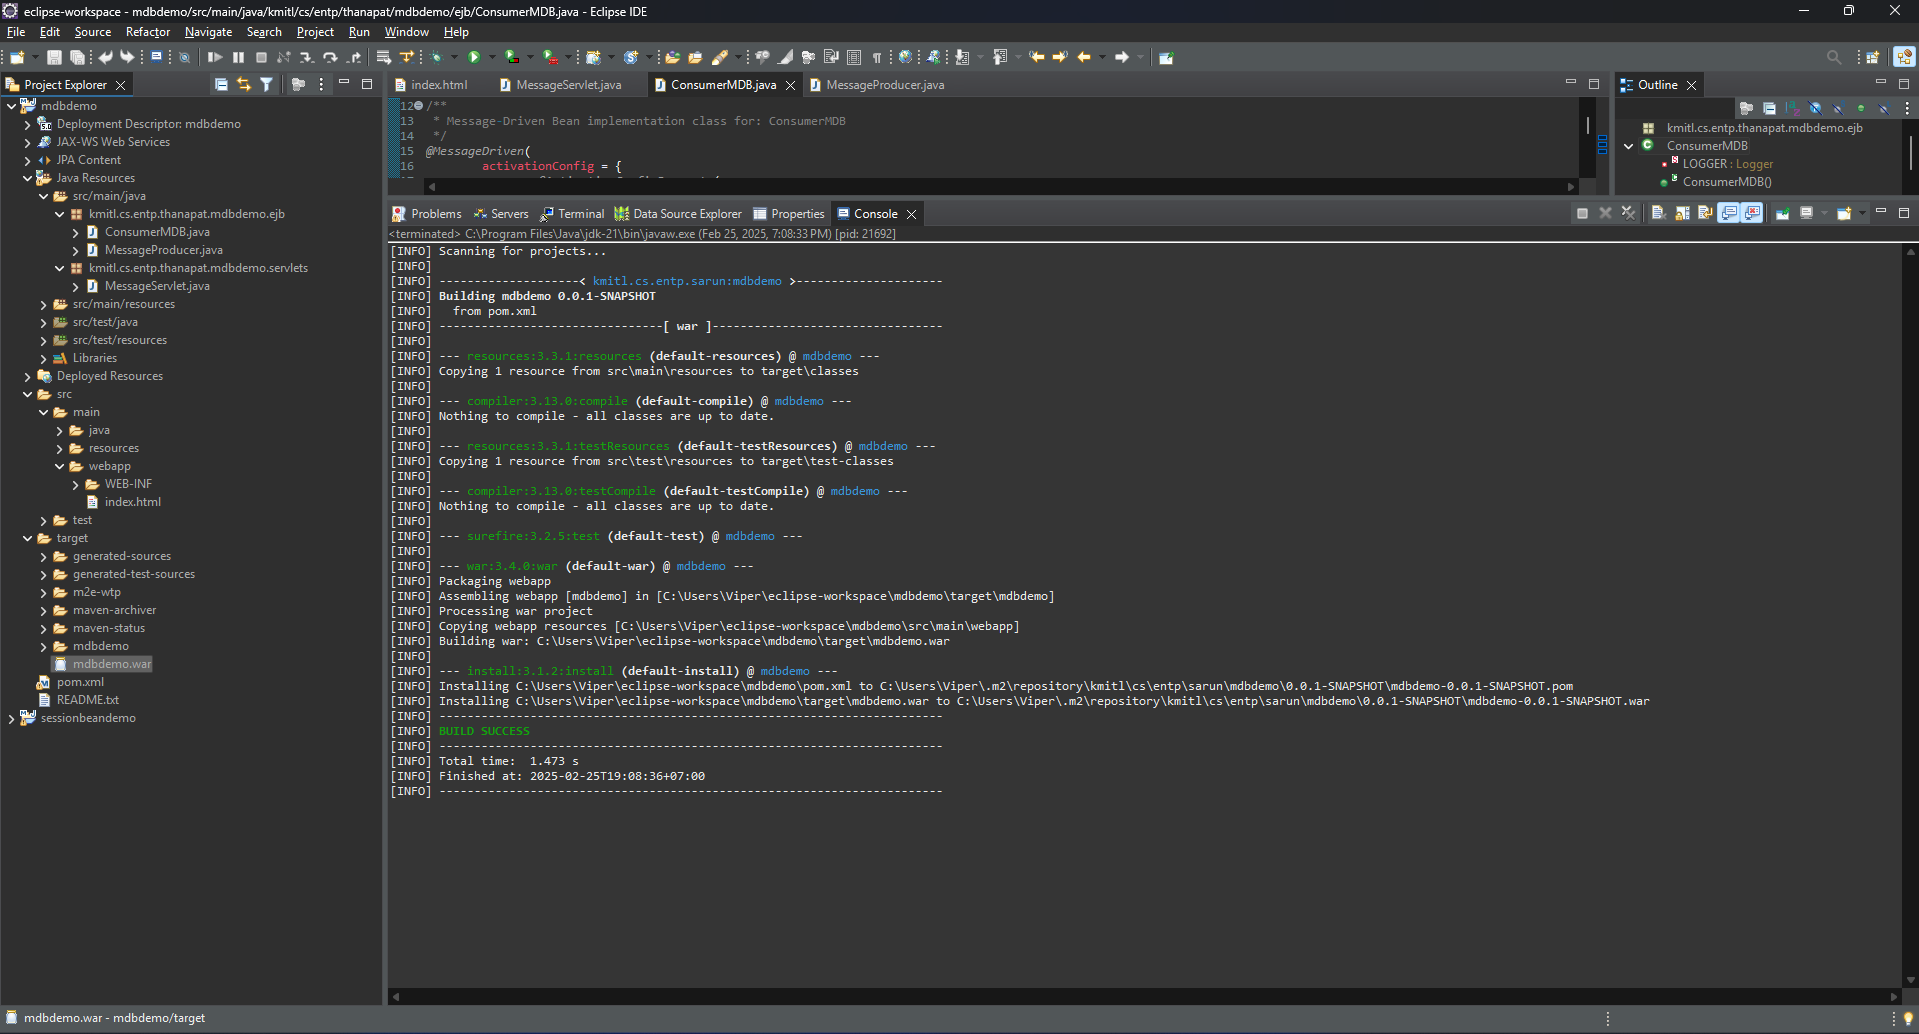 eclipse-workspace - mdbdemo/src/main/java/kmitl/cs/entp/thanapat/mdbdemo/ejb/ConsumerMDB.java - Eclipse IDE
File Edit Source Refactor Navigate Search Project Run Window Help
Project Explorer
mdbdemo
Deployment Descriptor: mdbdemo
JAX-WS Web Services
JPA Content
Java Resources
src/main/java
kmitl.cs.entp.thanapat.mdbdemo.ejb
ConsumerMDB.java
MessageProducer.java
kmitl.cs.entp.thanapat.mdbdemo.servlets
MessageServlet.java
src/main/resources
src/test/java
src/test/resources
Libraries
Deployed Resources
src
main
java
resources
webapp
WEB-INF
index.html
test
target
generated-sources
generated-test-sources
m2e-wtp
maven-archiver
maven-status
mdbdemo
mdbdemo.war
pom.xml
README.txt
sessionbeandemo
index.html MessageServlet.java ConsumerMDB.java MessageProducer.java
12 /**
13 * Message-Driven Bean implementation class for: ConsumerMDB
14 */
15 @MessageDriven(
16 activationConfig = {
Outline
kmitl.cs.entp.thanapat.mdbdemo.ejb
ConsumerMDB
LOGGER : Logger
ConsumerMDB()
Problems Servers Terminal Data Source Explorer Properties Console
<terminated> C:\Program Files\Java\jdk-21\bin\javaw.exe (Feb 25, 2025, 7:08:33 PM) [pid: 21692]
[INFO] Scanning for projects...
[INFO]
[INFO] --------------------< kmitl.cs.entp.sarun:mdbdemo >---------------------
[INFO] Building mdbdemo 0.0.1-SNAPSHOT
[INFO]   from pom.xml
[INFO] --------------------------------[ war ]---------------------------------
[INFO]
[INFO] --- resources:3.3.1:resources (default-resources) @ mdbdemo ---
[INFO] Copying 1 resource from src\main\resources to target\classes
[INFO]
[INFO] --- compiler:3.13.0:compile (default-compile) @ mdbdemo ---
[INFO] Nothing to compile - all classes are up to date.
[INFO]
[INFO] --- resources:3.3.1:testResources (default-testResources) @ mdbdemo ---
[INFO] Copying 1 resource from src\test\resources to target\test-classes
[INFO]
[INFO] --- compiler:3.13.0:testCompile (default-testCompile) @ mdbdemo ---
[INFO] Nothing to compile - all classes are up to date.
[INFO]
[INFO] --- surefire:3.2.5:test (default-test) @ mdbdemo ---
[INFO]
[INFO] --- war:3.4.0:war (default-war) @ mdbdemo ---
[INFO] Packaging webapp
[INFO] Assembling webapp [mdbdemo] in [C:\Users\Viper\eclipse-workspace\mdbdemo\target\mdbdemo]
[INFO] Processing war project
[INFO] Copying webapp resources [C:\Users\Viper\eclipse-workspace\mdbdemo\src\main\webapp]
[INFO] Building war: C:\Users\Viper\eclipse-workspace\mdbdemo\target\mdbdemo.war
[INFO]
[INFO] --- install:3.1.2:install (default-install) @ mdbdemo ---
[INFO] Installing C:\Users\Viper\eclipse-workspace\mdbdemo\pom.xml to C:\Users\Viper\.m2\repository\kmitl\cs\entp\sarun\mdbdemo\0.0.1-SNAPSHOT\mdbdemo-0.0.1-SNAPSHOT.pom
[INFO] Installing C:\Users\Viper\eclipse-workspace\mdbdemo\target\mdbdemo.war to C:\Users\Viper\.m2\repository\kmitl\cs\entp\sarun\mdbdemo\0.0.1-SNAPSHOT\mdbdemo-0.0.1-SNAPSHOT.war
[INFO] ------------------------------------------------------------------------
[INFO] BUILD SUCCESS
[INFO] ------------------------------------------------------------------------
[INFO] Total time:  1.473 s
[INFO] Finished at: 2025-02-25T19:08:36+07:00
[INFO] ------------------------------------------------------------------------
mdbdemo.war - mdbdemo/target